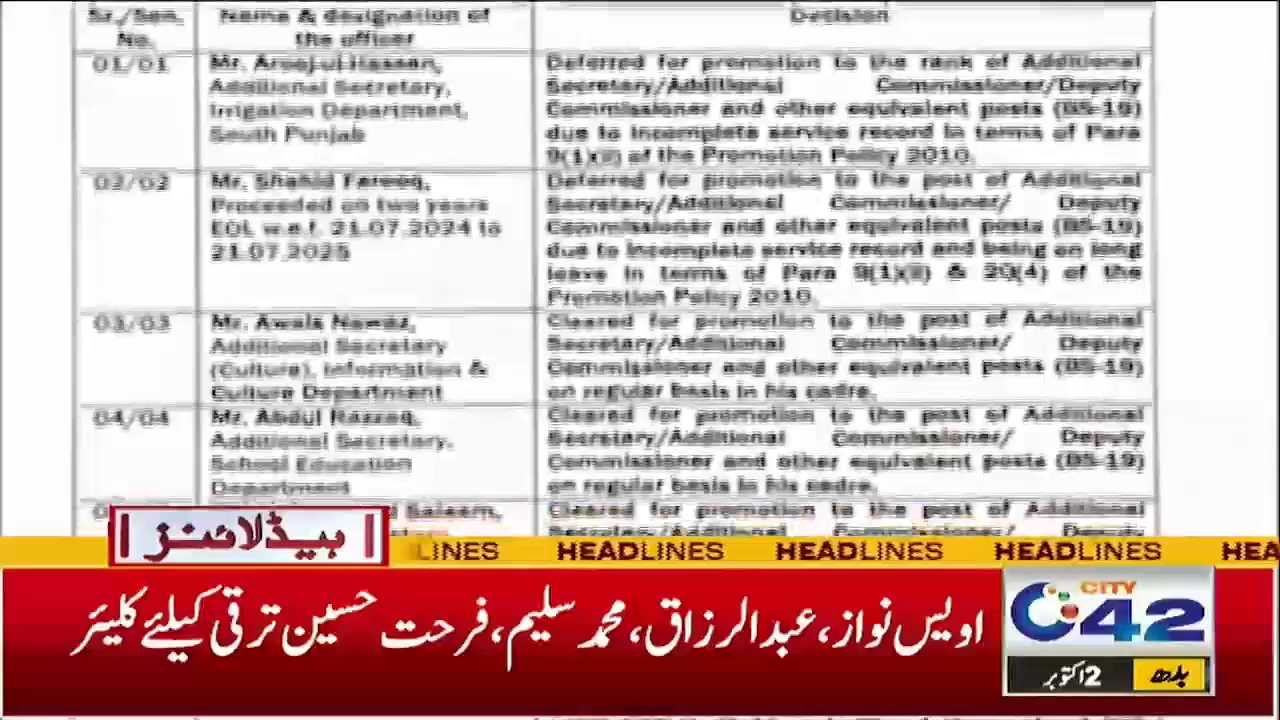 Sr./Sen. No.
Name & designation of the officer
Decision
01/01
Mr.
Additional Secretary,
Irrigation Department,
South Punjab
Deferred for promotion to the rank of Additional
Secretary/Additional Commissioner/Deputy
Commissioner and other equivalent posts (BS-19)
due to incomplete service record in terms of Para
9(1)(ii) of the Promotion Policy 2010.
02/02
Mr. Shahid Farooq,
Proceeded on two years
EOL w.e.f. 21.07.2024 to
21.07.2025
Deferred for promotion to the post of Additional
Secretary/Additional Commissioner/ Deputy
Commissioner and other equivalent posts (BS-19)
due to incomplete service record and being on long
leave in terms of Para 9(1)(ii) & 20(4) of the
Promotion Policy 2010.
03/03
Mr. Awais Nawaz,
Additional Secretary
(Culture), Information &
Culture Department
Cleared for promotion to the post of Additional
Secretary/Additional Commissioner/ Deputy
Commissioner and other equivalent posts (BS-19)
on regular basis in his cadre.
04/04
Mr. Abdul Razzaq,
Additional Secretary,
School Education
Department
Cleared for promotion to the post of Additional
Secretary/Additional Commissioner/ Deputy
Commissioner and other equivalent posts (BS-19)
on regular basis in his cadre.
Saleem,
Cleared for promotion to the post of Additional
Secretary/Additional Commissioner/ Deputy
ہیڈلائنز
LINES HEADLINES HEADLINES HEADLINES HEA
اویس نواز، عبدالرزاق، محمد سلیم، فرحت حسین ترقی کیلئے کلیئر
CITY
42
بدھ 2 اکتوبر